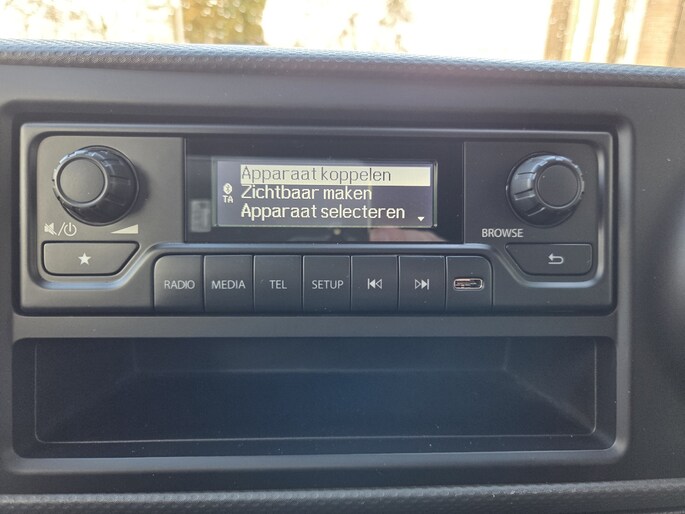 Apparaat koppelen
Zichtbaar maken
TA
Apparaat selecteren
BROWSE
RADIO
MEDIA
TEL
SETUP